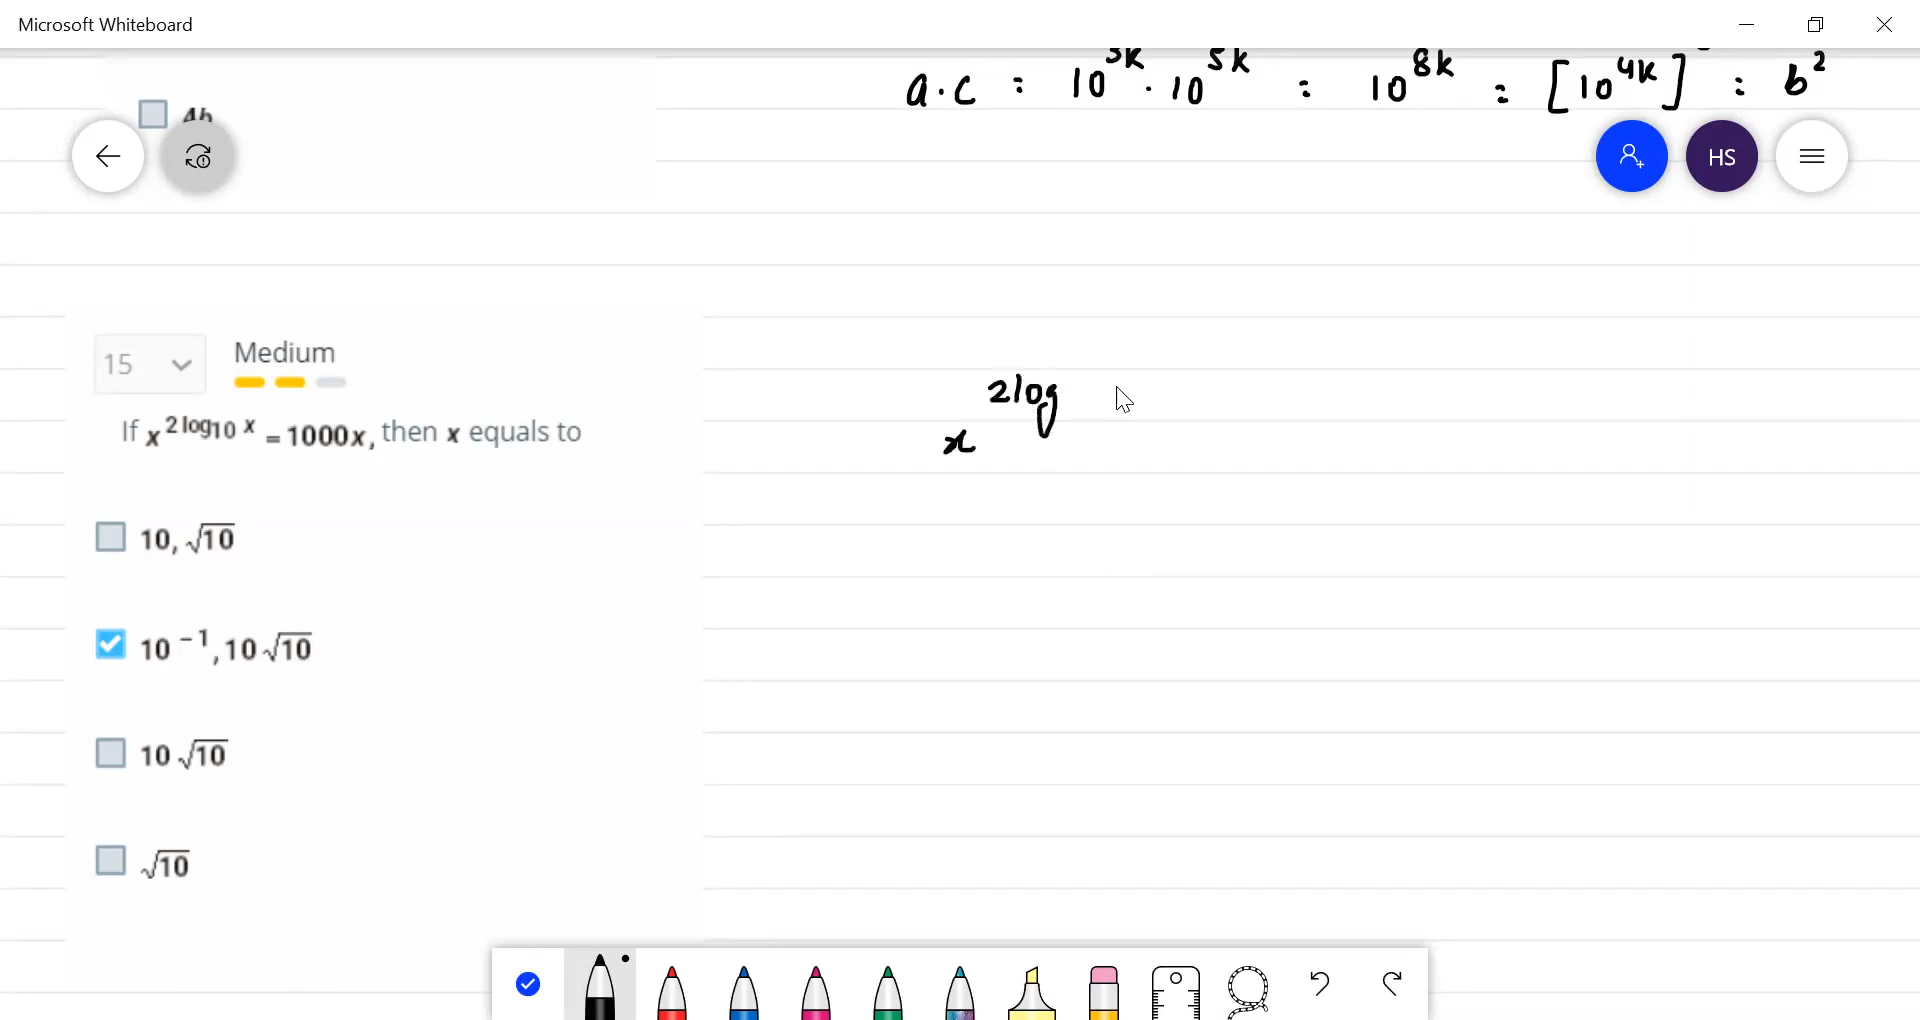 Microsoft Whiteboard
a.c = 10^3k . 10^5k = 10^8k = [10^4k] = b^2
4b
HS
15
Medium
If x^2 log10 x = 1000x, then x equals to
x^2log
10, √10
10^−1, 10 √10
10 √10
√10